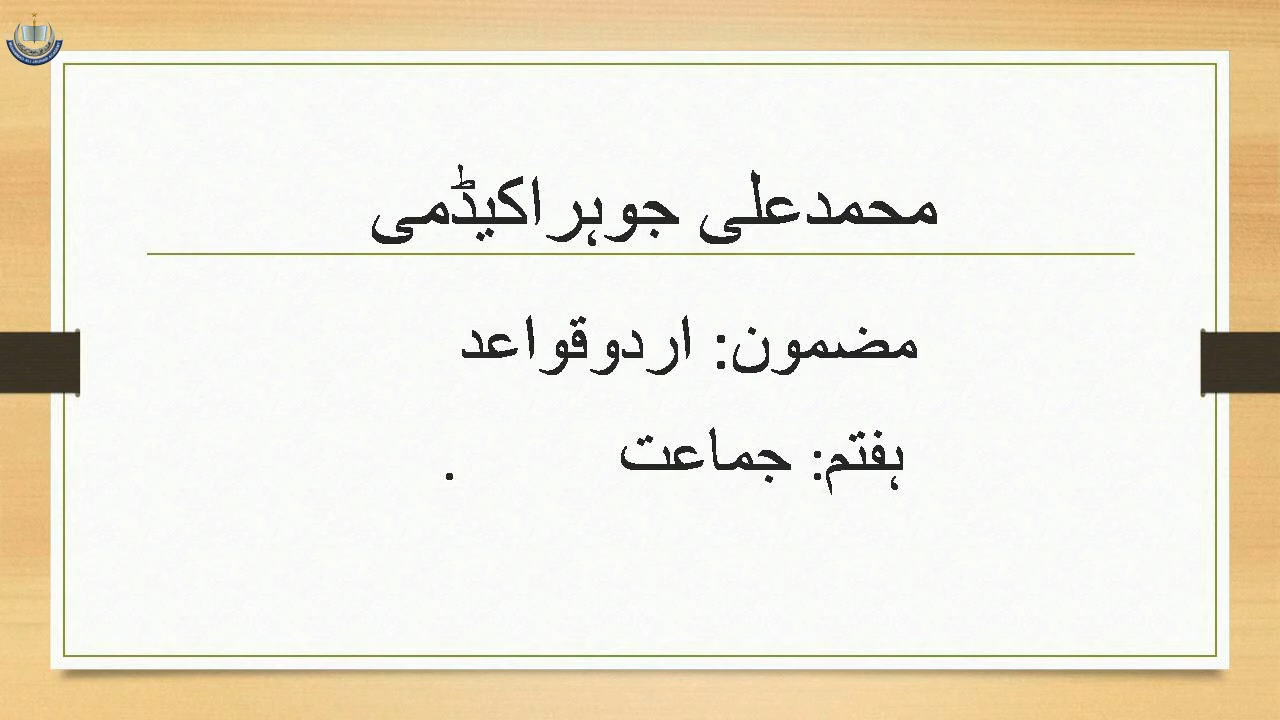 محمدعلی جوہراکیڈمی
مضمون: اردوقواعد
ہفتم: جماعت .